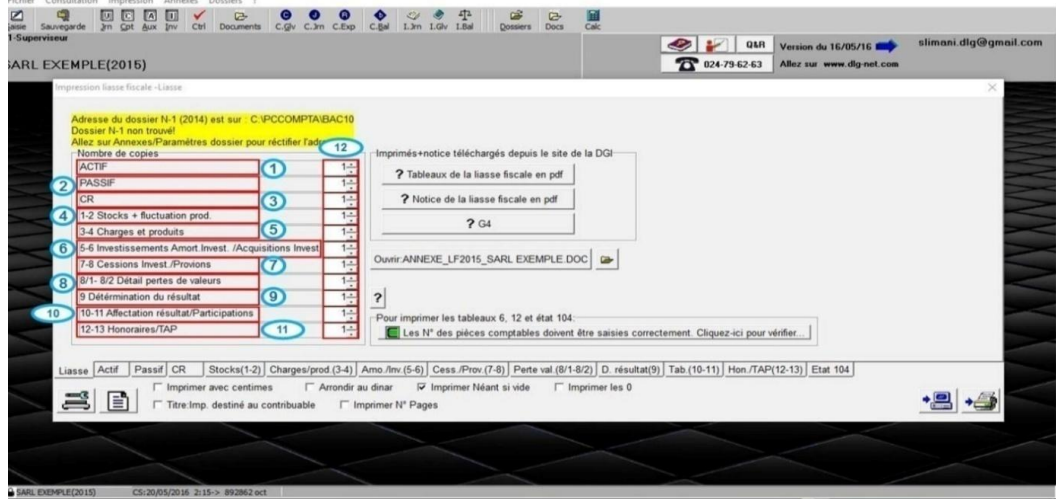 Fichier Consultation Impression Annexes Dossiers ?
Saisie Sauvegarde Jrn Cpt Aux Inv Ctrl Documents C.Glv C.Jrn C.Exp C.Bal I.Jrn I.Glv I.Bal Dossiers Docs Calc
1-Superviseur
SARL EXEMPLE(2015)
Q&R
024-79-62-63
Version du 16/05/16
Allez sur www.dlg-net.com
slimani.dlg@gmail.com
Impression liasse fiscale -Liasse
Adresse du dossier N-1 (2014) est sur : C:\PCCOMPTA\BAC10
Dossier N-1 non trouvé!
Allez sur Annexes/Paramètres dossier pour réctifier l'adr
12
Nombre de copies
ACTIF 1 1
2 PASSIF 1
CR 3 1
4 1-2 Stocks + fluctuation prod. 1
3-4 Charges et produits 5 1
6 5-6 Investissements Amort.Invest. /Acquisitions Invest 1
7-8 Cessions Invest./Provions 7 1
8 8/1- 8/2 Détail pertes de valeurs 1
9 Détérmination du résultat 9 1
10 10-11 Affectation résultat/Participations 1
12-13 Honoraires/TAP 11 1
Imprimés+notice téléchargés depuis le site de la DGI
? Tableaux de la liasse fiscale en pdf
? Notice de la liasse fiscale en pdf
? G4
Ouvrir:ANNEXE_LF2015_SARL EXEMPLE.DOC
?
Pour imprimer les tableaux 6, 12 et état 104:
Les N° des pièces comptables doivent être saisies correctement. Cliquez-ici pour vérifier...
Liasse Actif Passif CR Stocks(1-2) Charges/prod.(3-4) Amo./Inv.(5-6) Cess./Prov.(7-8) Perte val.(8/1-8/2) D. résultat(9) Tab.(10-11) Hon./TAP(12-13) Etat 104
Imprimer avec centimes Arrondir au dinar Imprimer Néant si vide Imprimer les 0
Titre:Imp. destiné au contribuable Imprimer N° Pages
SARL EXEMPLE(2015) CS:20/05/2016 2:15-> 892862 oct